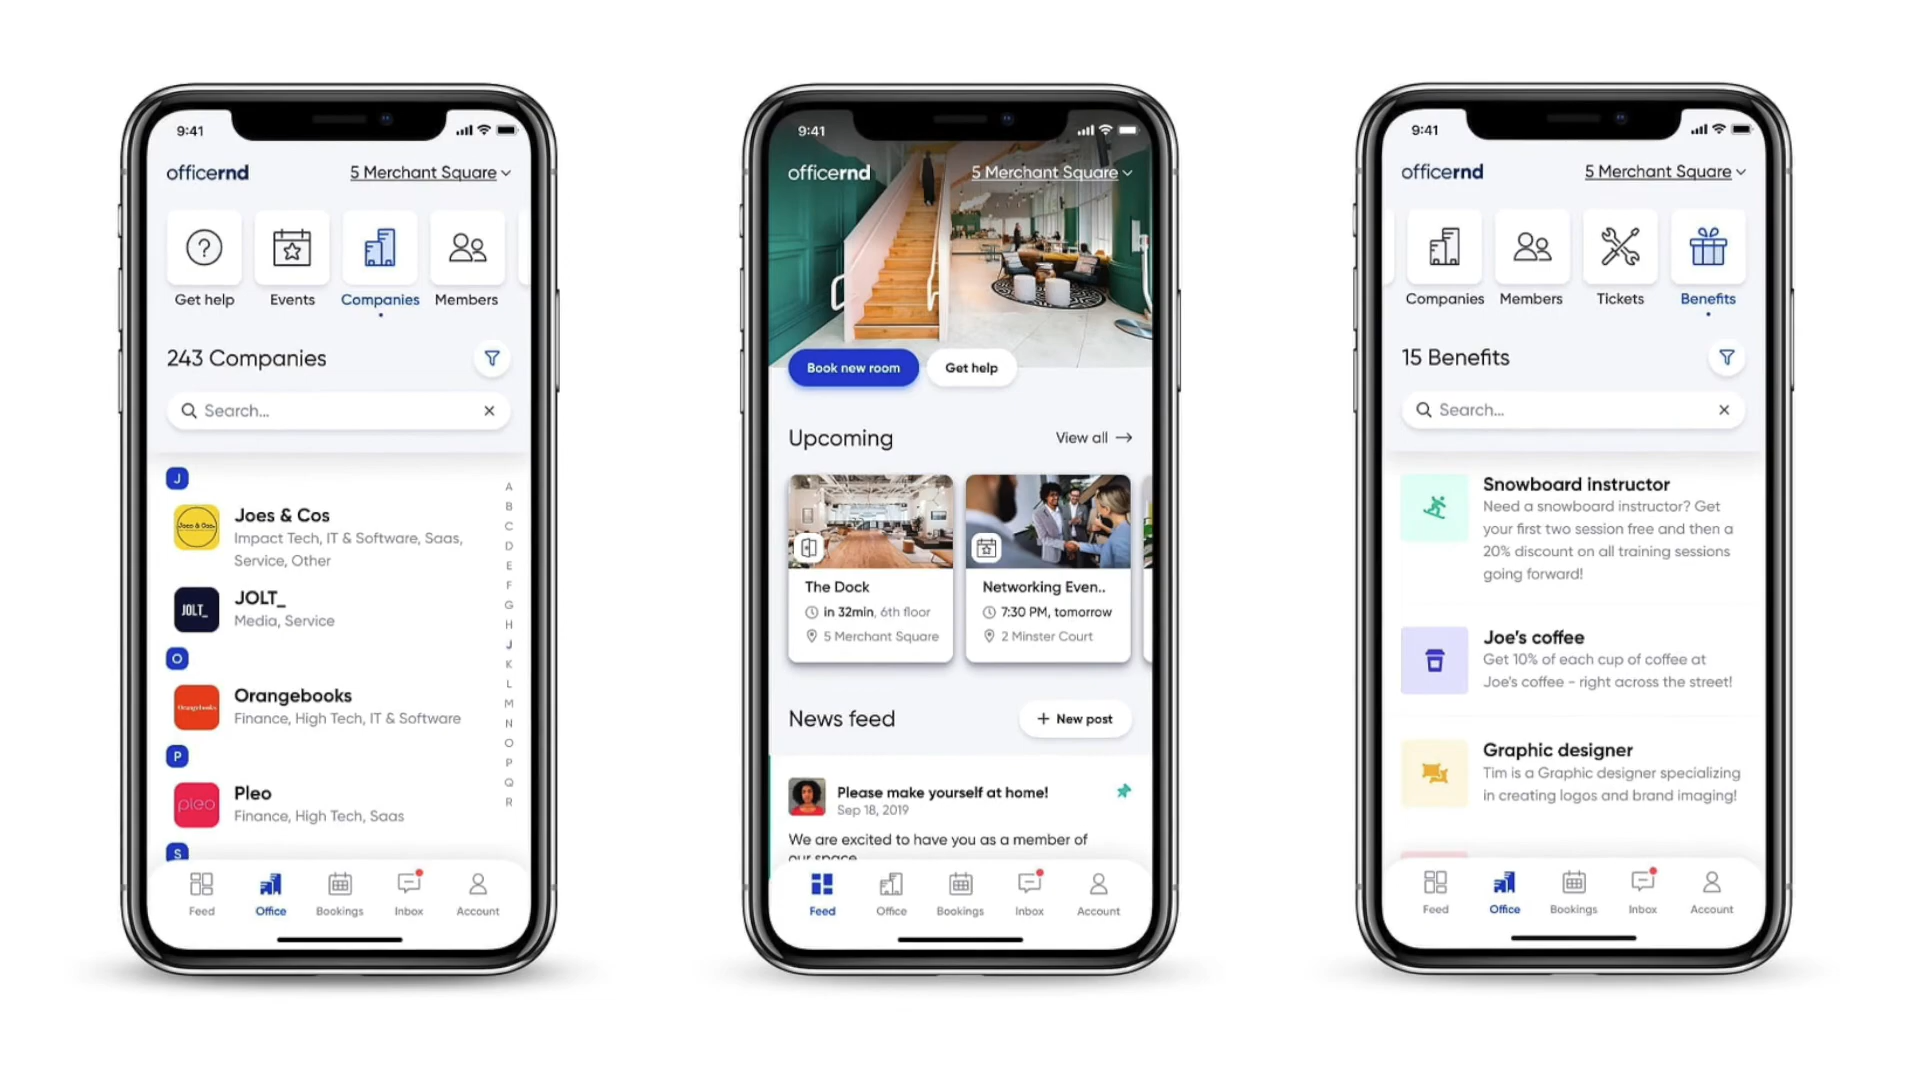 9:41
officernd
5 Merchant Square
Get help
Events
Companies
Members
243 Companies
Search...
J
Joes & Cos.
Joes & Cos
Impact Tech, IT & Software, Saas,
Service, Other
JOLT_
JOLT_
Media, Service
O
Orangebooks
Orangebooks
Finance, High Tech, IT & Software
P
pleo
Pleo
Finance, High Tech, Saas
S
A
B
C
D
E
F
G
H
J
K
L
M
N
O
P
Q
R
Feed
Office
Bookings
Inbox
Account
9:41
officernd
5 Merchant Square
Book new room
Get help
Upcoming
View all
The Dock
in 32min, 6th floor
5 Merchant Square
Networking Even..
7:30 PM, tomorrow
2 Minster Court
News feed
+ New post
Please make yourself at home!
Sep 18, 2019
We are excited to have you as a member of
our space
Feed
Office
Bookings
Inbox
Account
9:41
officernd
5 Merchant Square
Companies
Members
Tickets
Benefits
15 Benefits
Search...
Snowboard instructor
Need a snowboard instructor? Get
your first two session free and then a
20% discount on all training sessions
going forward!
Joe's coffee
Get 10% of each cup of coffee at
Joe's coffee - right across the street!
Graphic designer
Tim is a Graphic designer specializing
in creating logos and brand imaging!
Feed
Office
Bookings
Inbox
Account